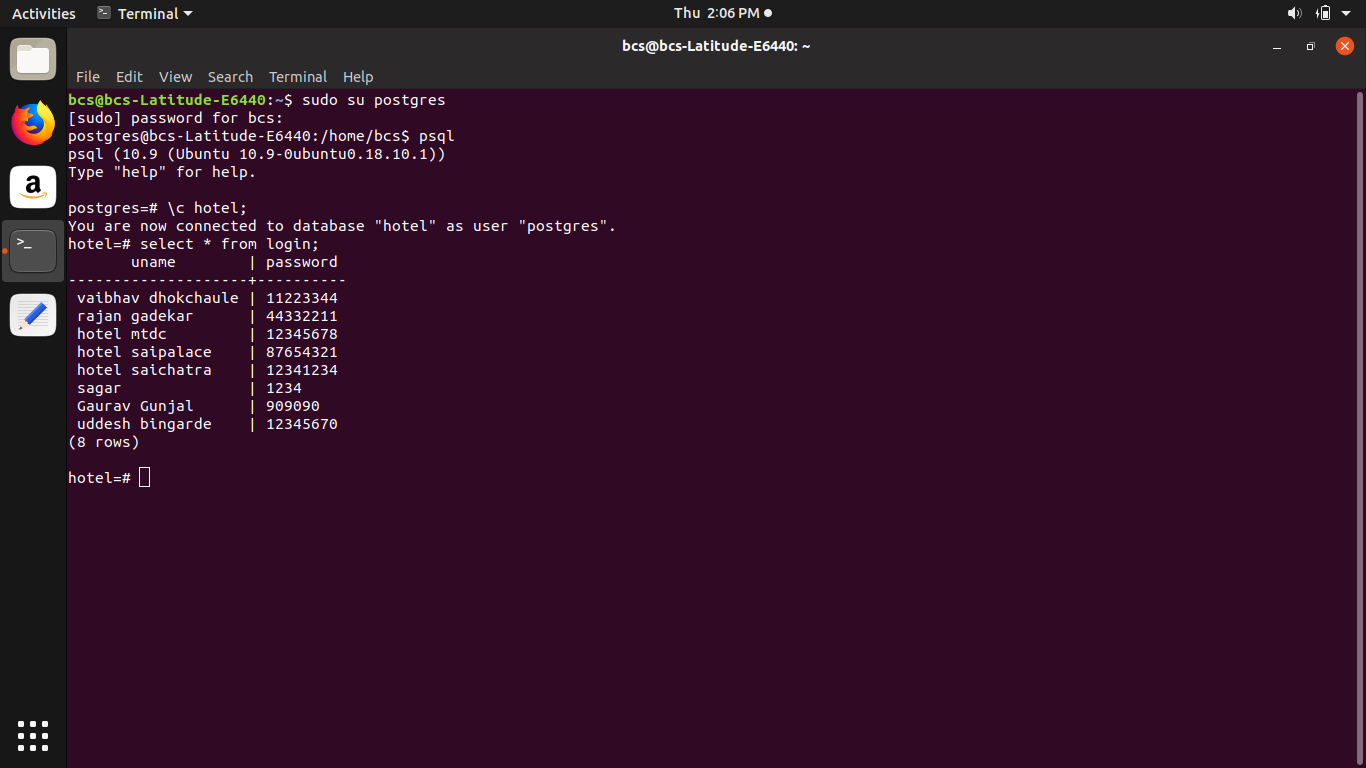 Activities Terminal Thu 2:06 PM
bcs@bcs-Latitude-E6440: ~
File Edit View Search Terminal Help
bcs@bcs-Latitude-E6440:~$ sudo su postgres
[sudo] password for bcs:
postgres@bcs-Latitude-E6440:/home/bcs$ psql
psql (10.9 (Ubuntu 10.9-0ubuntu0.18.10.1))
Type "help" for help.
postgres=# \c hotel;
You are now connected to database "hotel" as user "postgres".
hotel=# select * from login;
       uname        | password
--------------------+----------
 vaibhav dhokchaule | 11223344
 rajan gadekar      | 44332211
 hotel mtdc         | 12345678
 hotel saipalace    | 87654321
 hotel saichatra    | 12341234
 sagar              | 1234
 Gaurav Gunjal      | 909090
 uddesh bingarde    | 12345670
(8 rows)
hotel=#